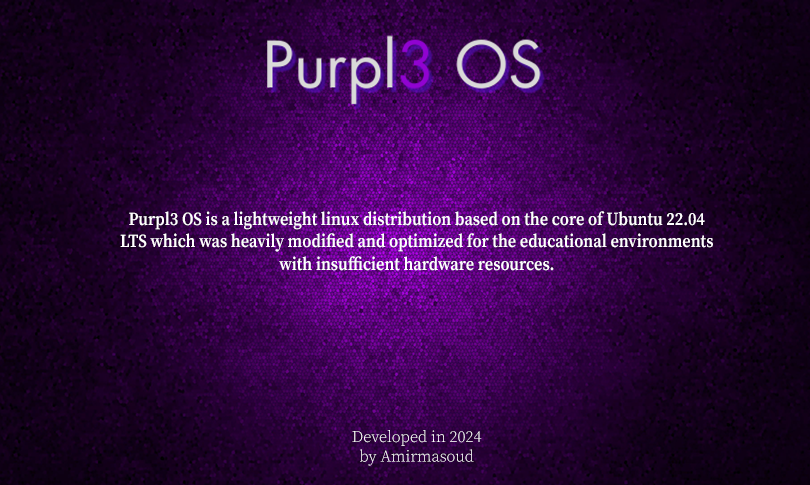 Purpl3 OS
Purpl3 OS is a lightweight linux distribution based on the core of Ubuntu 22.04
LTS which was heavily modified and optimized for the educational environments
with insufficient hardware resources.
Developed in 2024
by Amirmasoud